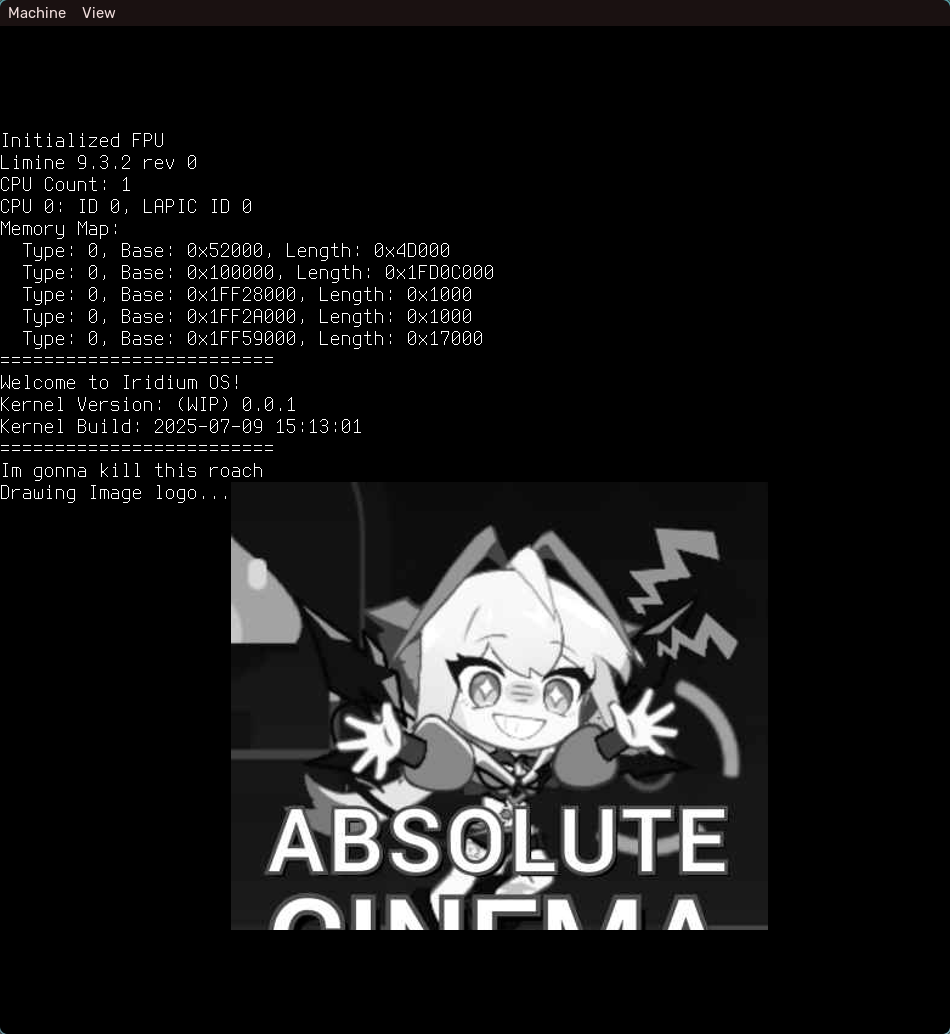 Machine View
Initialized FPU
Limine 9.3.2 rev 0
CPU Count: 1
CPU 0: ID 0, LAPIC ID 0
Memory Map:
  Type: 0, Base: 0x52000, Length: 0x4D000
  Type: 0, Base: 0x100000, Length: 0x1FD0C000
  Type: 0, Base: 0x1FF28000, Length: 0x1000
  Type: 0, Base: 0x1FF2A000, Length: 0x1000
  Type: 0, Base: 0x1FF59000, Length: 0x17000
=========================
Welcome to Iridium OS!
Kernel Version: (WIP) 0.0.1
Kernel Build: 2025-07-09 15:13:01
=========================
Im gonna kill this roach
Drawing Image logo...
ABSOLUTE
CINEMA